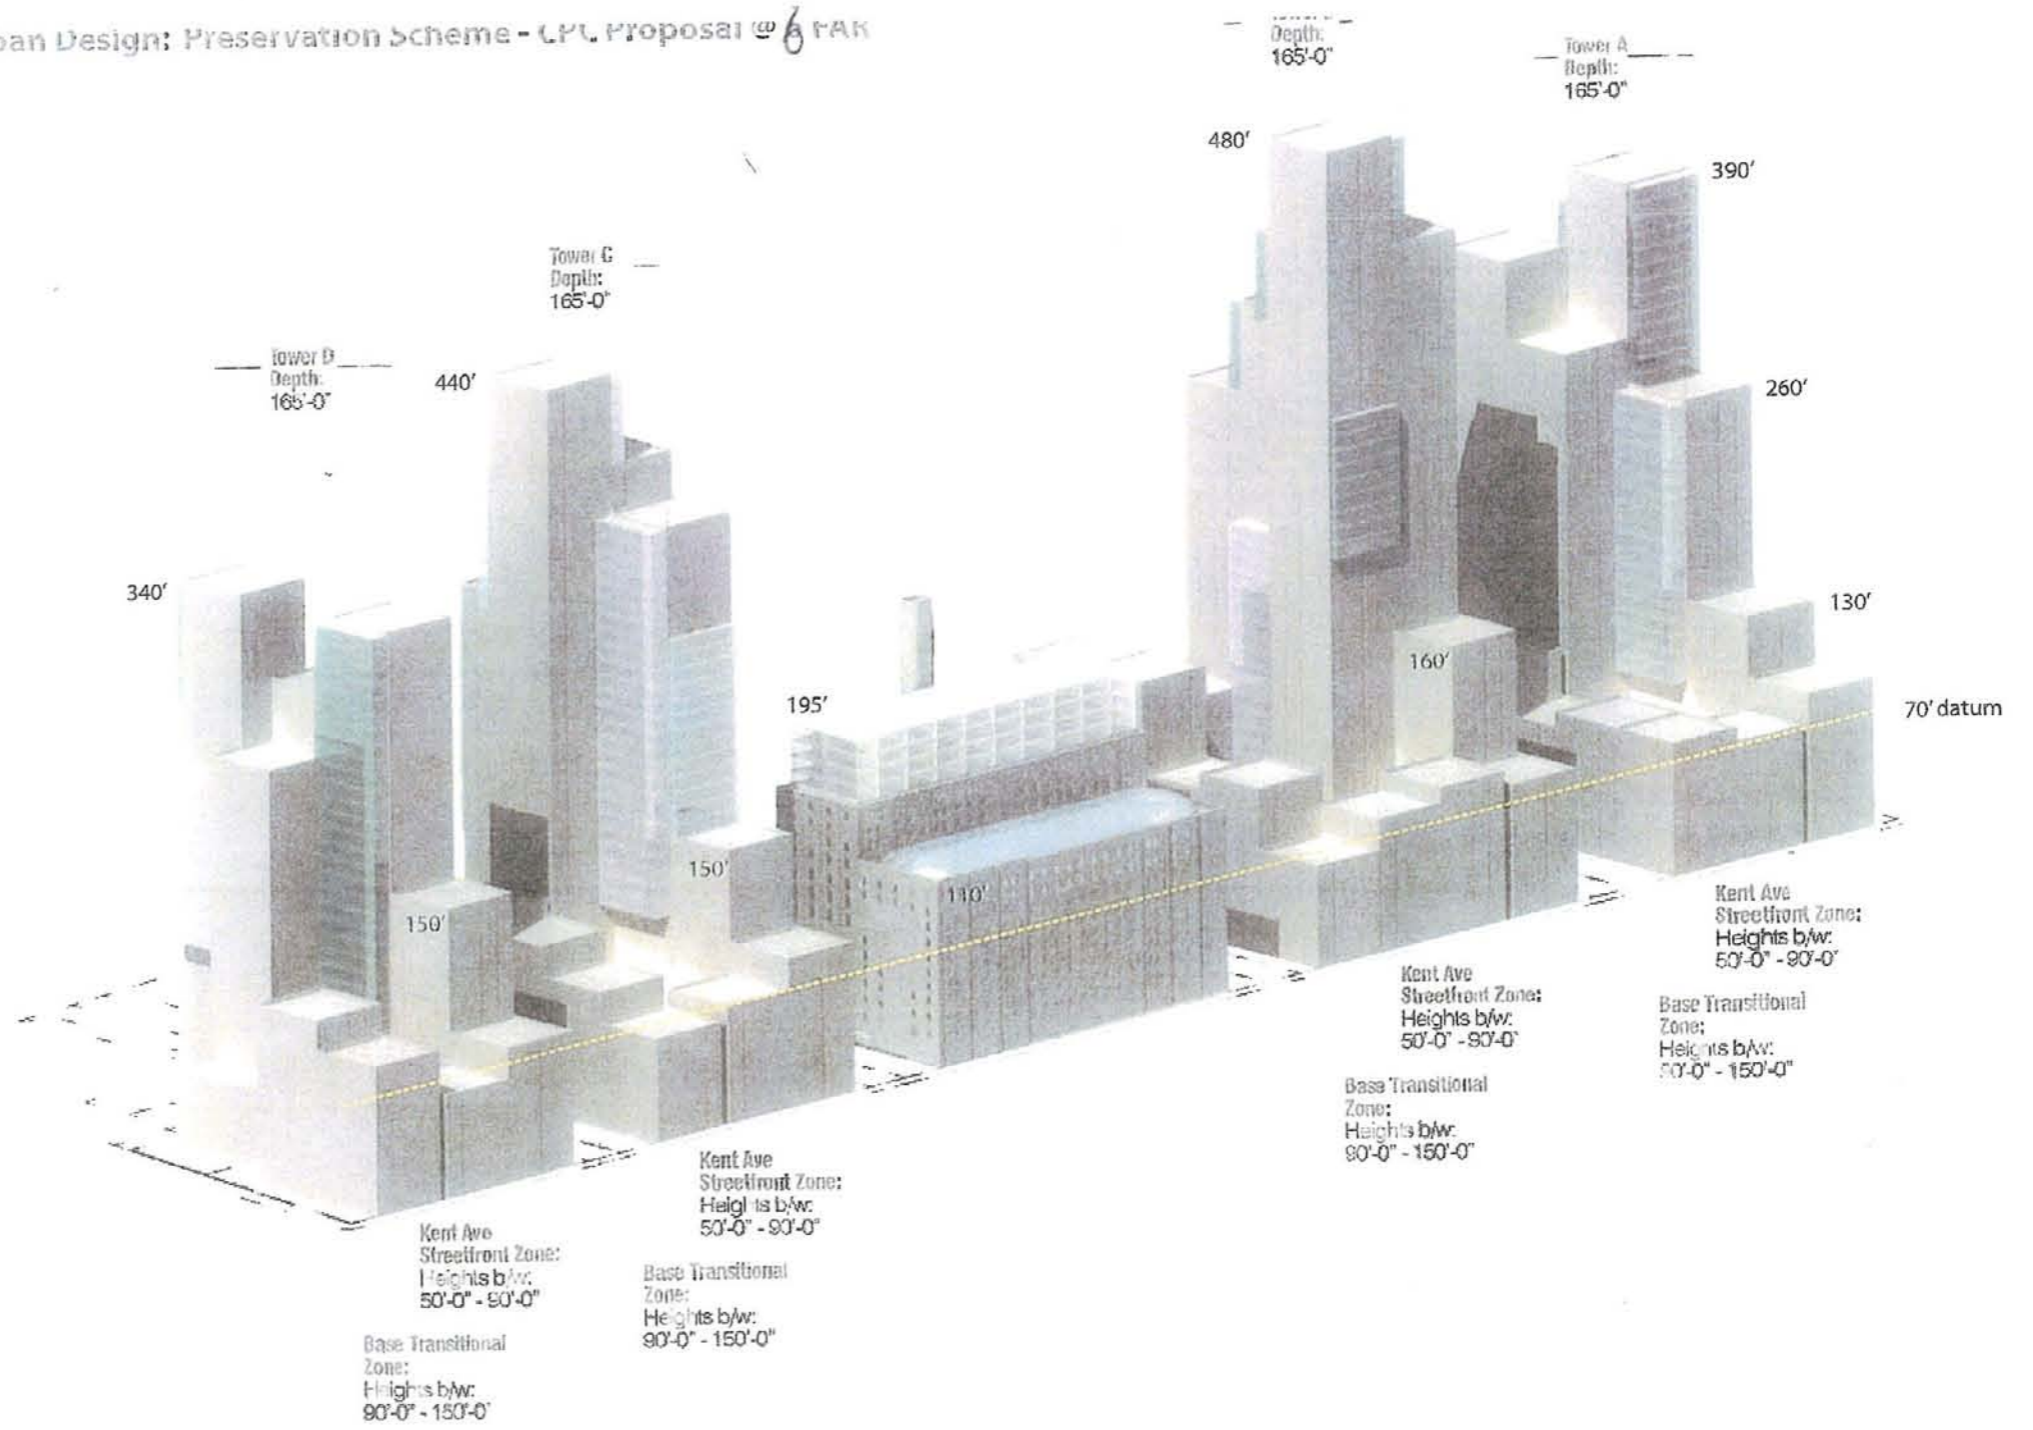 Design: Preservation Scheme - CPC Proposal @ 6 FAR
Depth:
165'-0"
Tower A
Depth:
165'-0"
480'
390'
Tower C
Depth:
165'-0"
Tower D
Depth:
165'-0"
440'
260'
340'
130'
160'
195'
70' datum
150'
110'
150'
Kent Ave
Streetfront Zone:
Heights b/w:
50'-0" - 90'-0"
Base Transitional
Zone:
Heights b/w:
90'-0" - 150'-0"
Kent Ave
Streetfront Zone:
Heights b/w:
50'-0" - 90'-0"
Base Transitional
Zone:
Heights b/w:
90'-0" - 150'-0"
Kent Ave
Streetfront Zone:
Heights b/w:
50'-0" - 90'-0"
Base Transitional
Zone:
Heights b/w:
90'-0" - 150'-0"
Kent Ave
Streetfront Zone:
Heights b/w:
50'-0" - 90'-0"
Base Transitional
Zone:
Heights b/w:
90'-0" - 150'-0"